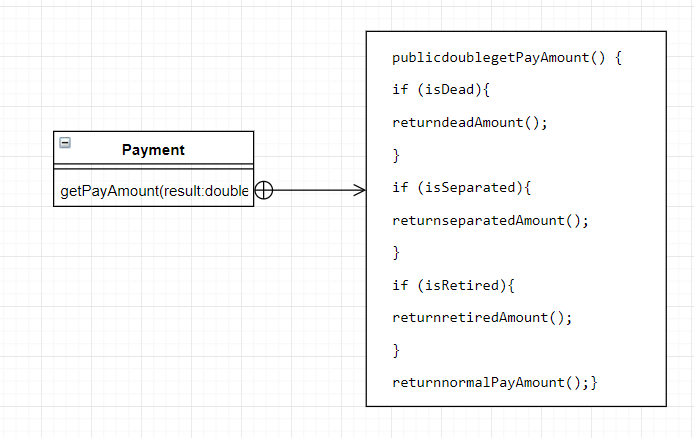 Payment
getPayAmount(result:double
publicdoublegetPayAmount() {
if (isDead){
returndeadAmount();
}
if (isSeparated){
returnseparatedAmount();
}
if (isRetired){
returnretiredAmount();
}
returnnormalPayAmount();}